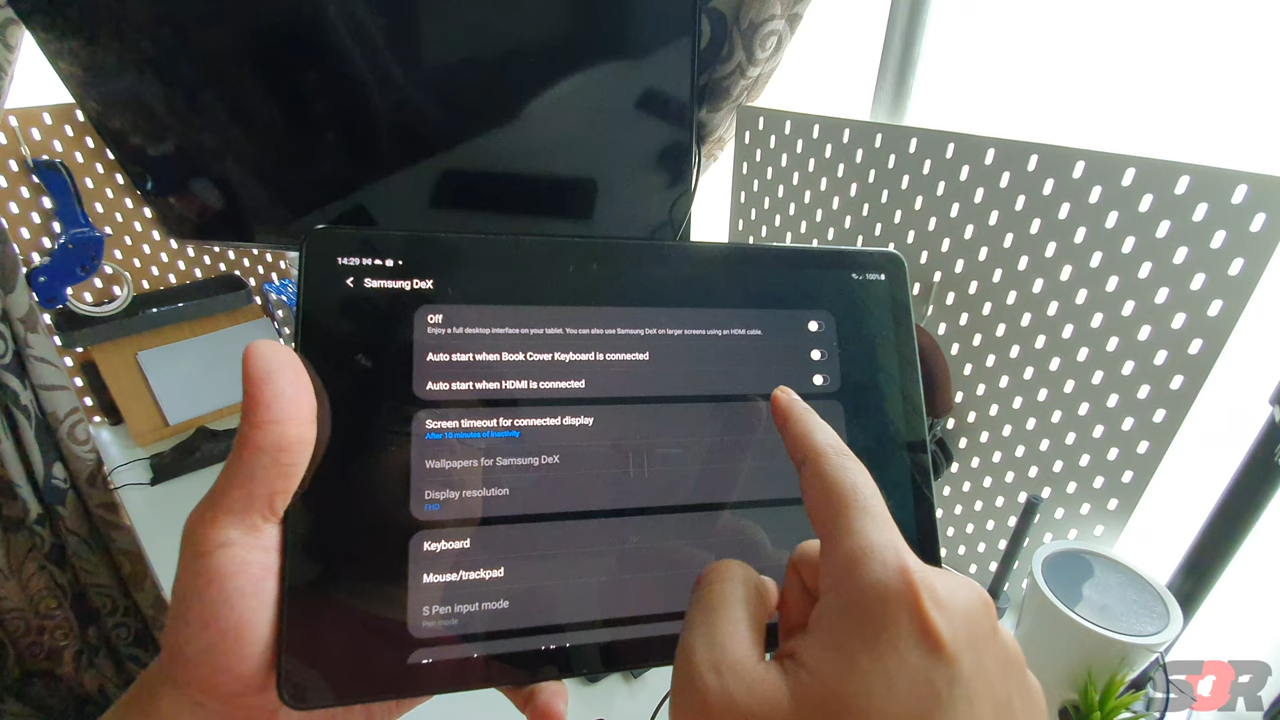 14:29
100%
Samsung DeX
Off
Enjoy a full desktop interface on your tablet. You can also use Samsung DeX on larger screens using an HDMI cable.
Auto start when Book Cover Keyboard is connected
Auto start when HDMI is connected
Screen timeout for connected display
After 10 minutes of inactivity
Wallpapers for Samsung DeX
Display resolution
FHD
Keyboard
Mouse/trackpad
S Pen input mode
Pen mode
SDR